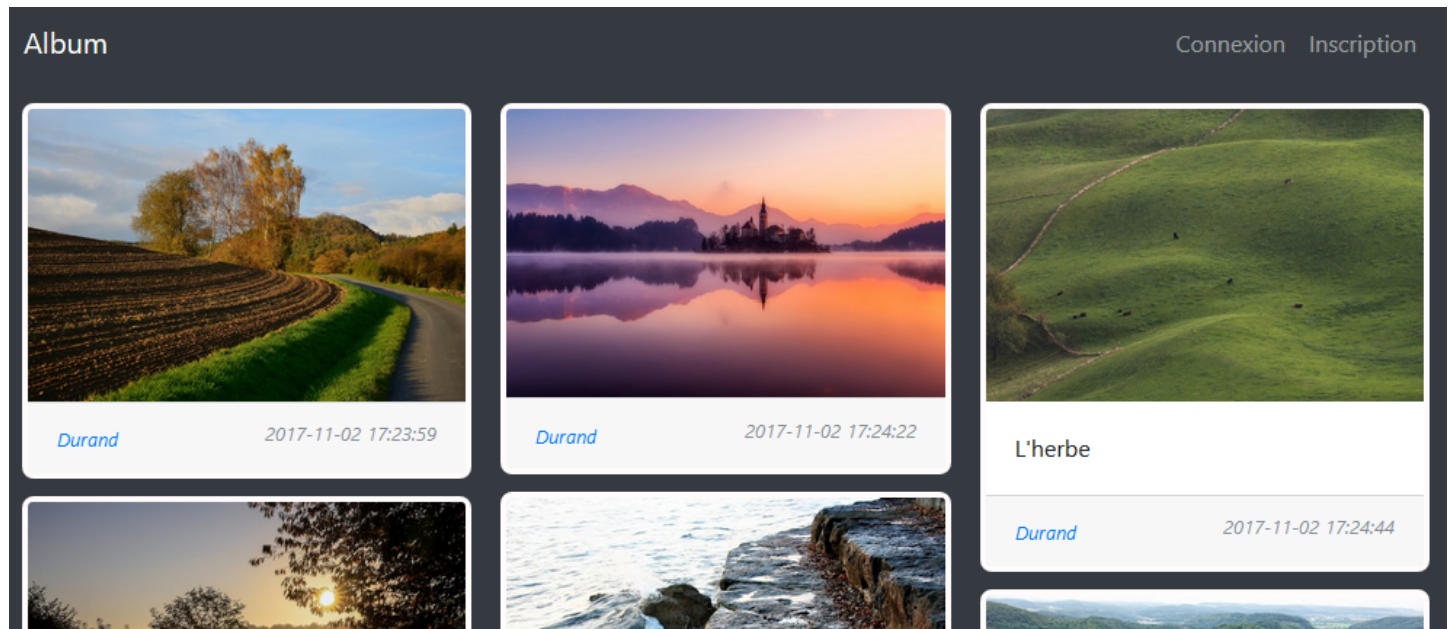 Album
Connexion Inscription
Durand 2017-11-02 17:23:59
Durand 2017-11-02 17:24:22
L'herbe
Durand 2017-11-02 17:24:44